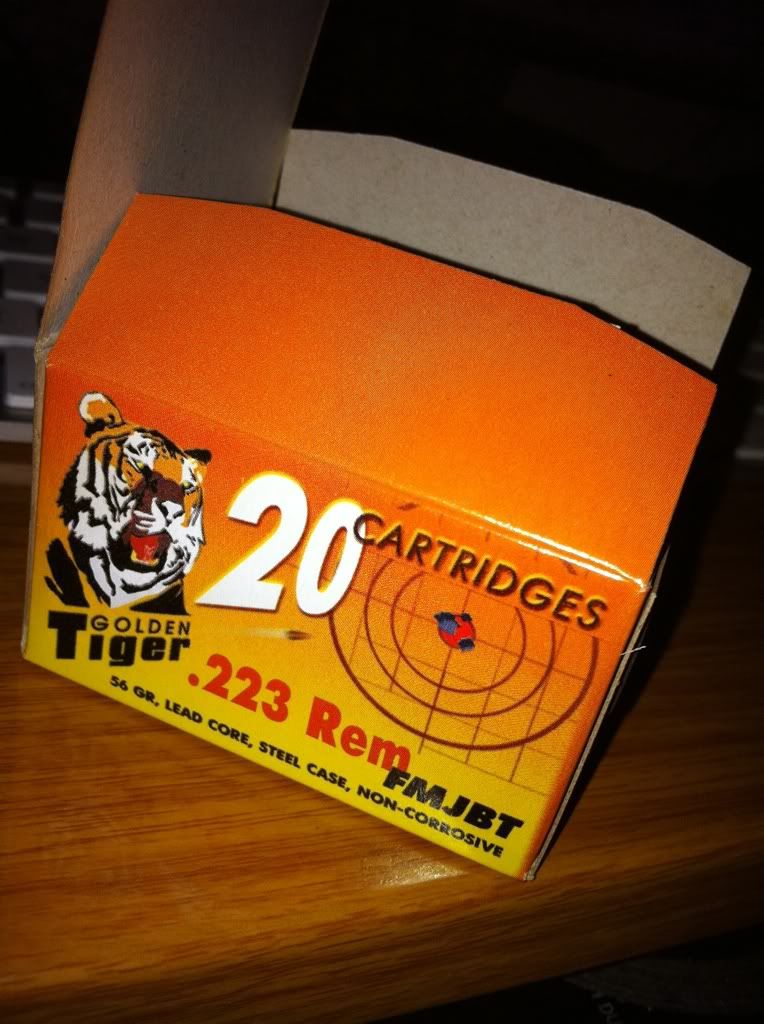 20 CARTRIDGES
GOLDEN
Tiger
.223 Rem
FMJBT
56 GR, LEAD CORE, STEEL CASE, NON-CORROSIVE